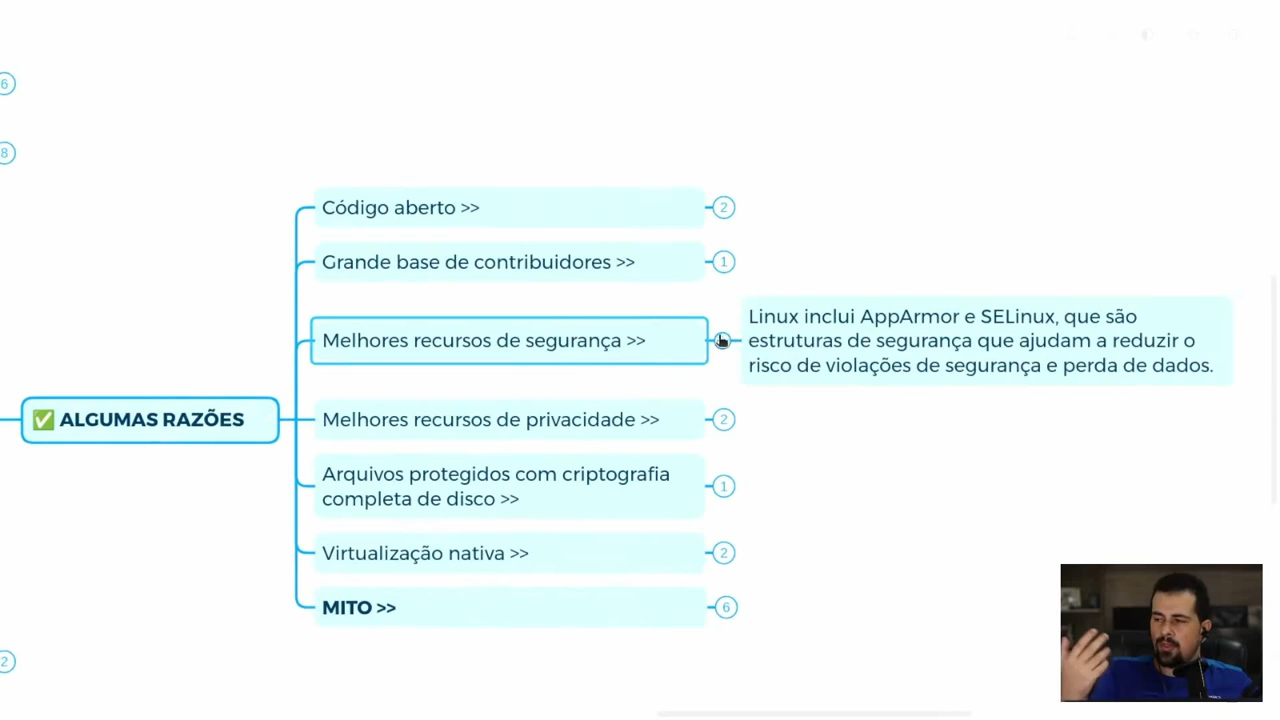 6
8
Código aberto >>
2
Grande base de contribuidores >>
1
Melhores recursos de segurança >>
Linux inclui AppArmor e SELinux, que são
estruturas de segurança que ajudam a reduzir o
risco de violações de segurança e perda de dados.
✅ ALGUMAS RAZÕES
Melhores recursos de privacidade >>
2
Arquivos protegidos com criptografia
completa de disco >>
1
Virtualização nativa >>
2
MITO >>
6
2